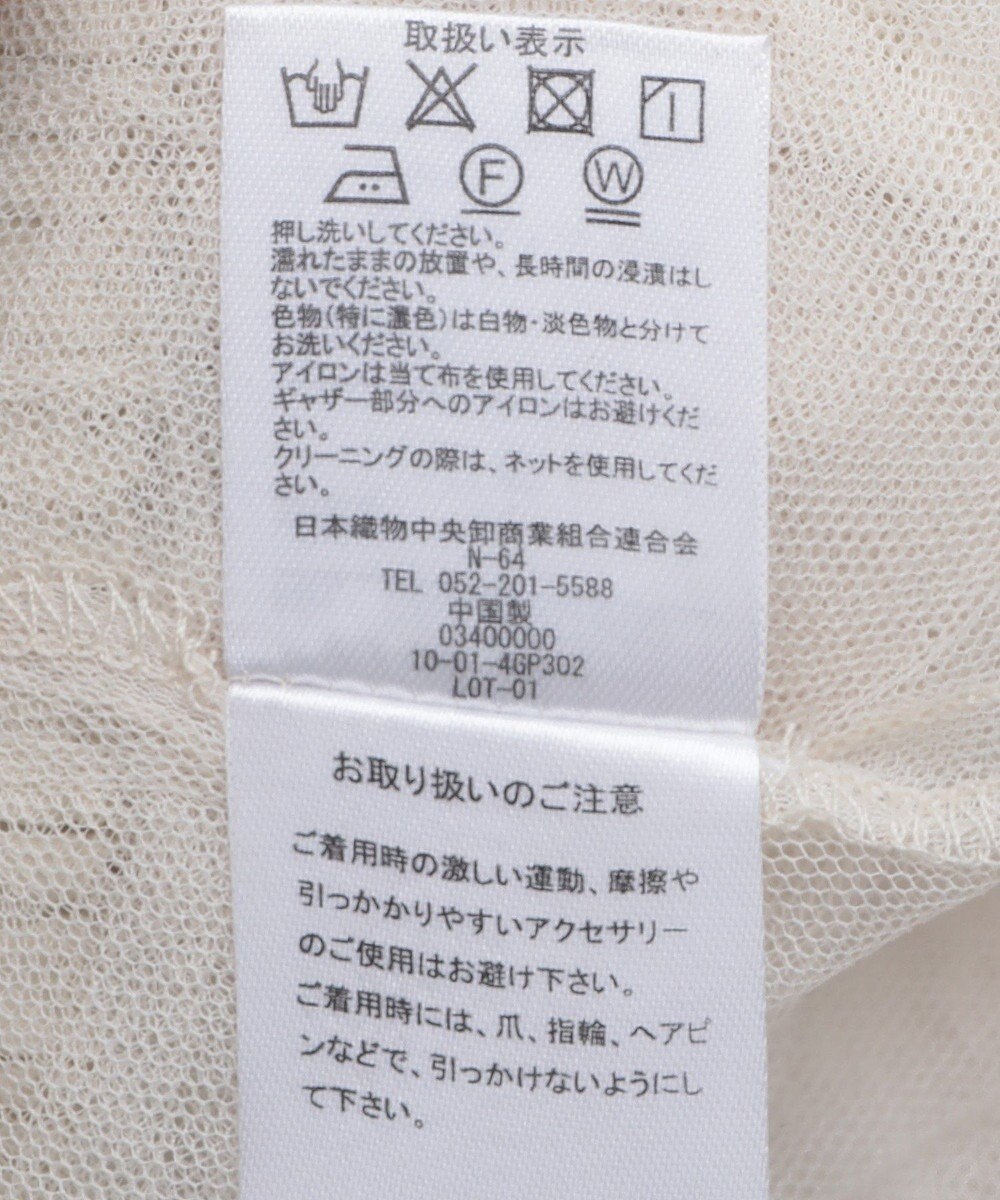 取扱い表示
F
W
押し洗いしてください。
濡れたままの放置や、長時間の浸漬はし
ないでください。
色物(特に濃色)は白物・淡色物と分けて
お洗いください。
アイロンは当て布を使用してください。
ギャザー部分へのアイロンはお避けくだ
さい。
クリーニングの際は、ネットを使用してくだ
さい。
日本織物中央卸商業組合連合会
N-64
TEL 052-201-5588
中国製
03400000
10-01-4GP302
LOT-01
お取り扱いのご注意
ご着用時の激しい運動、摩擦や
引っかかりやすいアクセサリー
のご使用はお避け下さい。
ご着用時には、爪、指輪、ヘアピ
ンなどで、引っかけないようにし
て下さい。